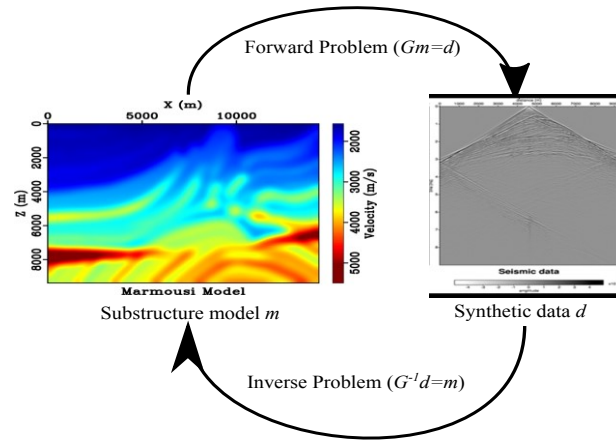 Forward Problem (Gm=d)
X (m)
0 5000 10000
0
2000
4000
6000
8000
Z (m)
2000
3000
4000
5000
Velocity (m/s)
Marmousi Model
Substructure model m
Seismic data
amplitude
Synthetic data d
Inverse Problem (G⁻¹d=m)